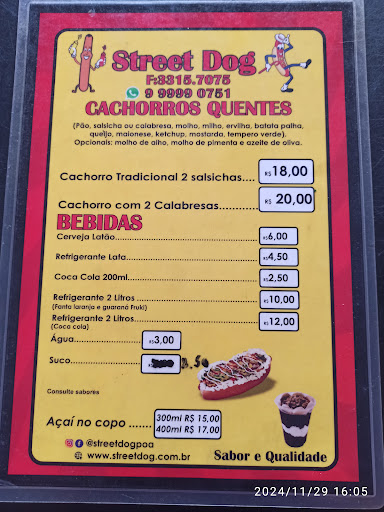 Street Dog
F:3315.7075
9 9999 0751
CACHORROS QUENTES
(Pão, salsicha ou calabresa, molho, milho, ervilha, batata palha,
queijo, maionese, ketchup, mostarda, tempero verde).
Opcionais: molho de alho, molho de pimenta e azeite de oliva.
Cachorro Tradicional 2 salsichas.... R$ 18,00
Cachorro com 2 Calabresas......... R$ 20,00
BEBIDAS
Cerveja Latão............................................. R$ 6,00
Refrigerante Lata....................................... R$ 4,50
Coca Cola 200ml....................................... R$ 2,50
Refrigerante 2 Litros ................................ R$ 10,00
(Fanta laranja e guaraná Fruki)
Refrigerante 2 Litros................................. R$ 12,00
(Coca cola)
Água.................. R$ 3,00
Suco................... R$ .50
Consulte sabores
Açaí no copo ....... 300ml R$ 15,00
400ml R$ 17,00
@streetdogpoa
www.streetdog.com.br
Sabor e Qualidade
2024/11/29 16:05